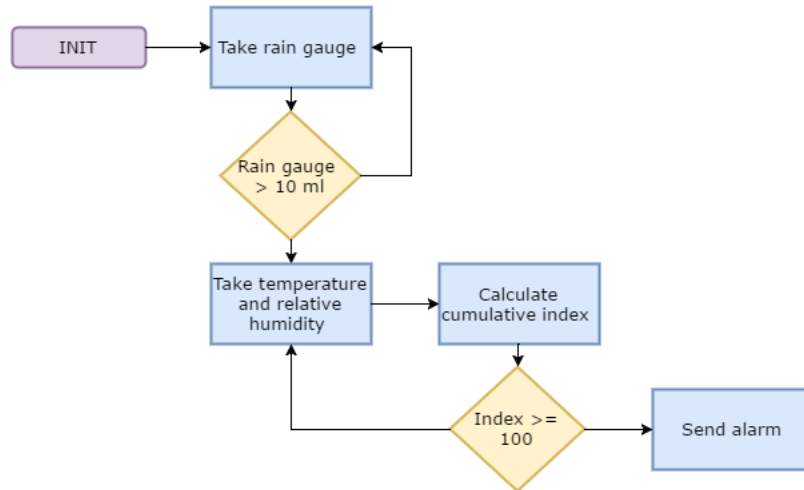 INIT
Take rain gauge
Rain gauge
> 10 ml
Take temperature
and relative
humidity
Calculate
cumulative index
Index >=
100
Send alarm